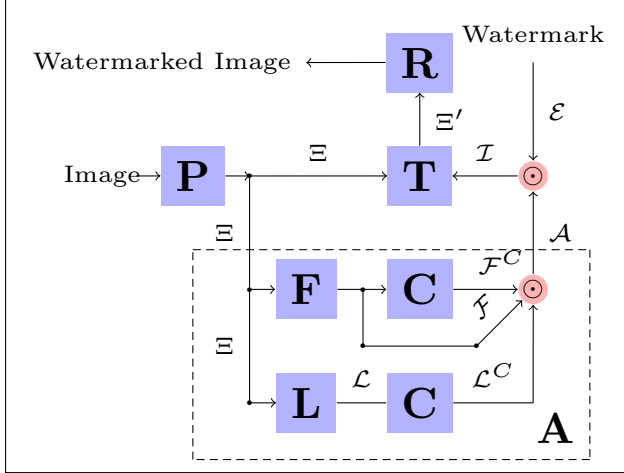 Watermark
Watermarked Image R
Ξ′ ℰ
Image P Ξ T ℐ ⊙
Ξ 𝒜
F C ℱ^C ⊙
ℱ
Ξ
L ℒ C ℒ^C
A